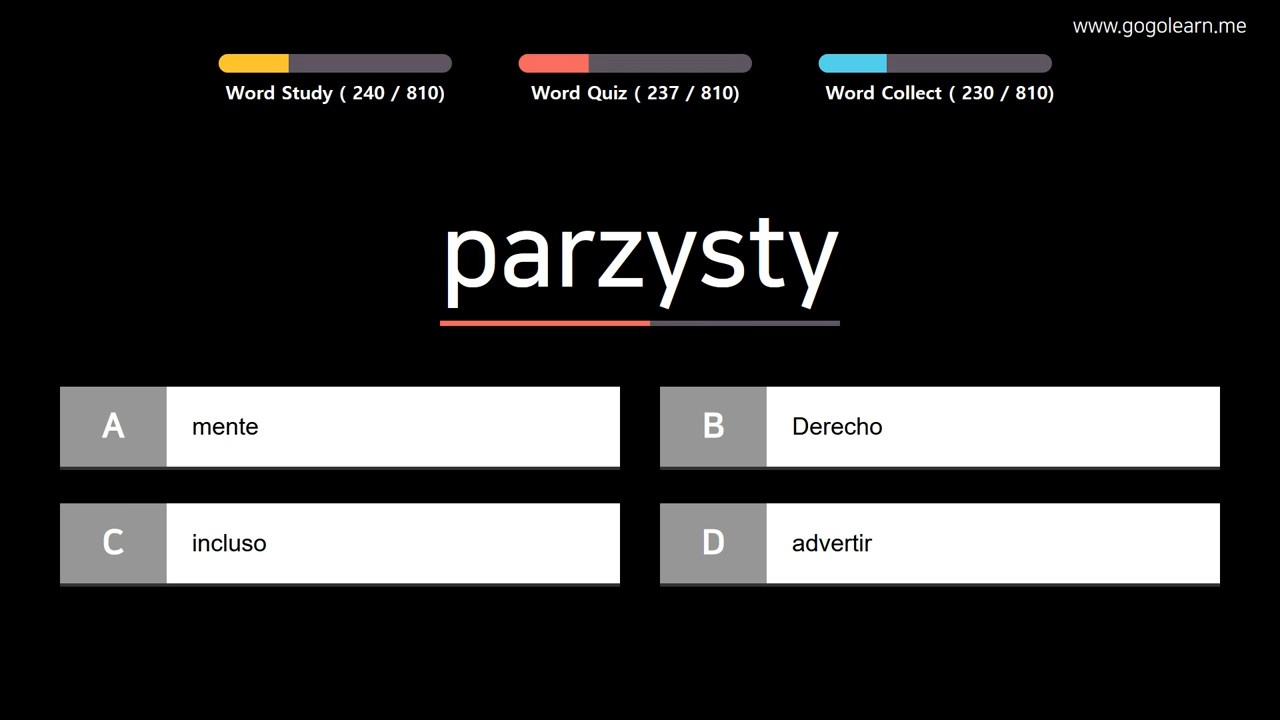 www.gogolearn.me
Word Study ( 240 / 810)
Word Quiz ( 237 / 810)
Word Collect ( 230 / 810)
parzysty
A mente
B Derecho
C incluso
D advertir